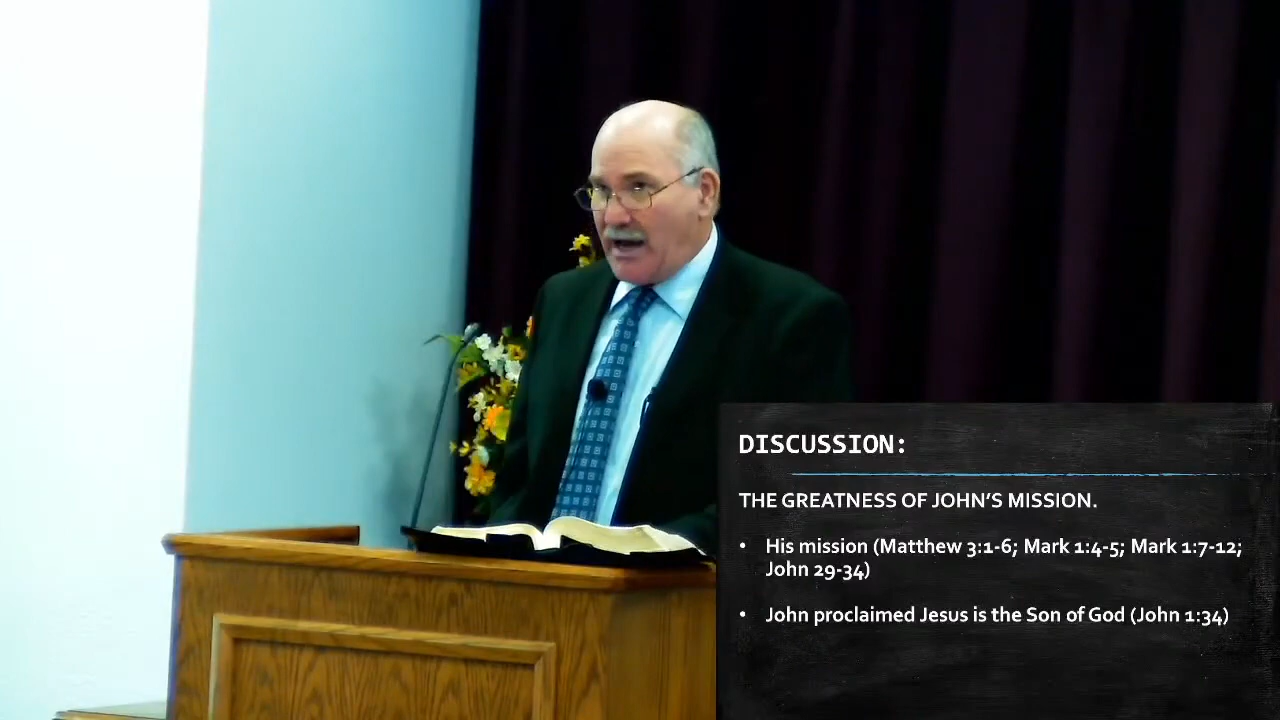 DISCUSSION:
THE GREATNESS OF JOHN'S MISSION.
• His mission (Matthew 3:1-6; Mark 1:4-5; Mark 1:7-12;
John 29-34)
• John proclaimed Jesus is the Son of God (John 1:34)